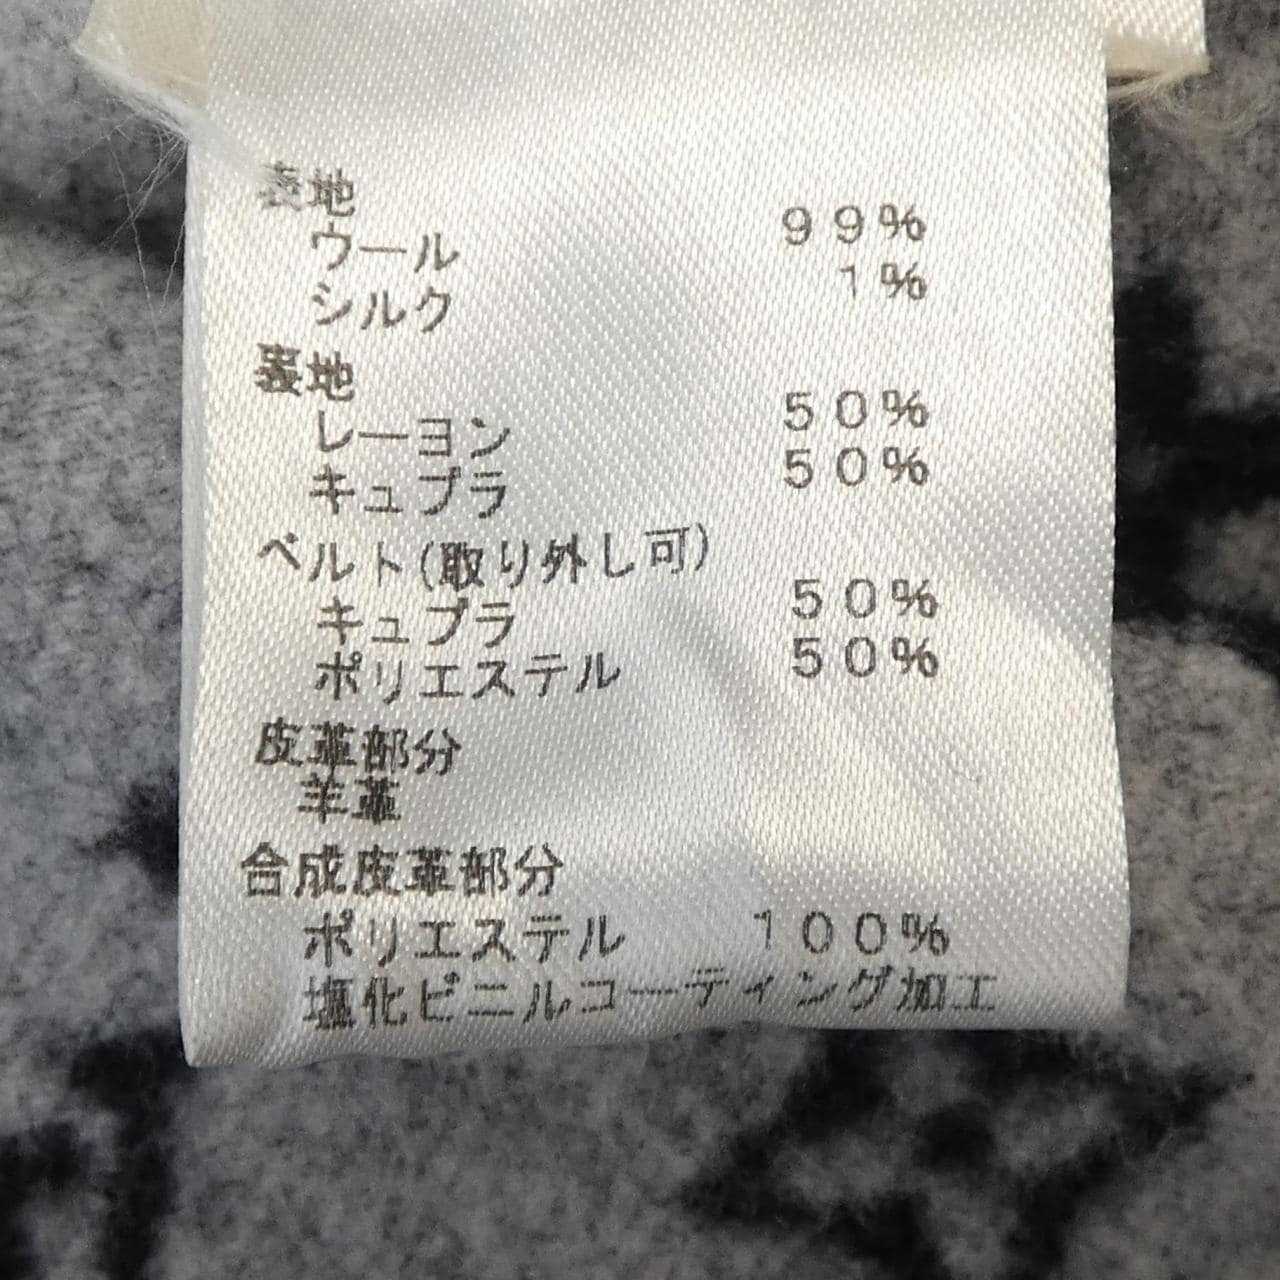 表地
ウール 99%
シルク 1%
裏地
レーヨン 50%
キュプラ 50%
ベルト(取り外し可)
キュプラ 50%
ポリエステル 50%
皮革部分
羊革
合成皮革部分
ポリエステル 100%
塩化ビニルコーティング加工